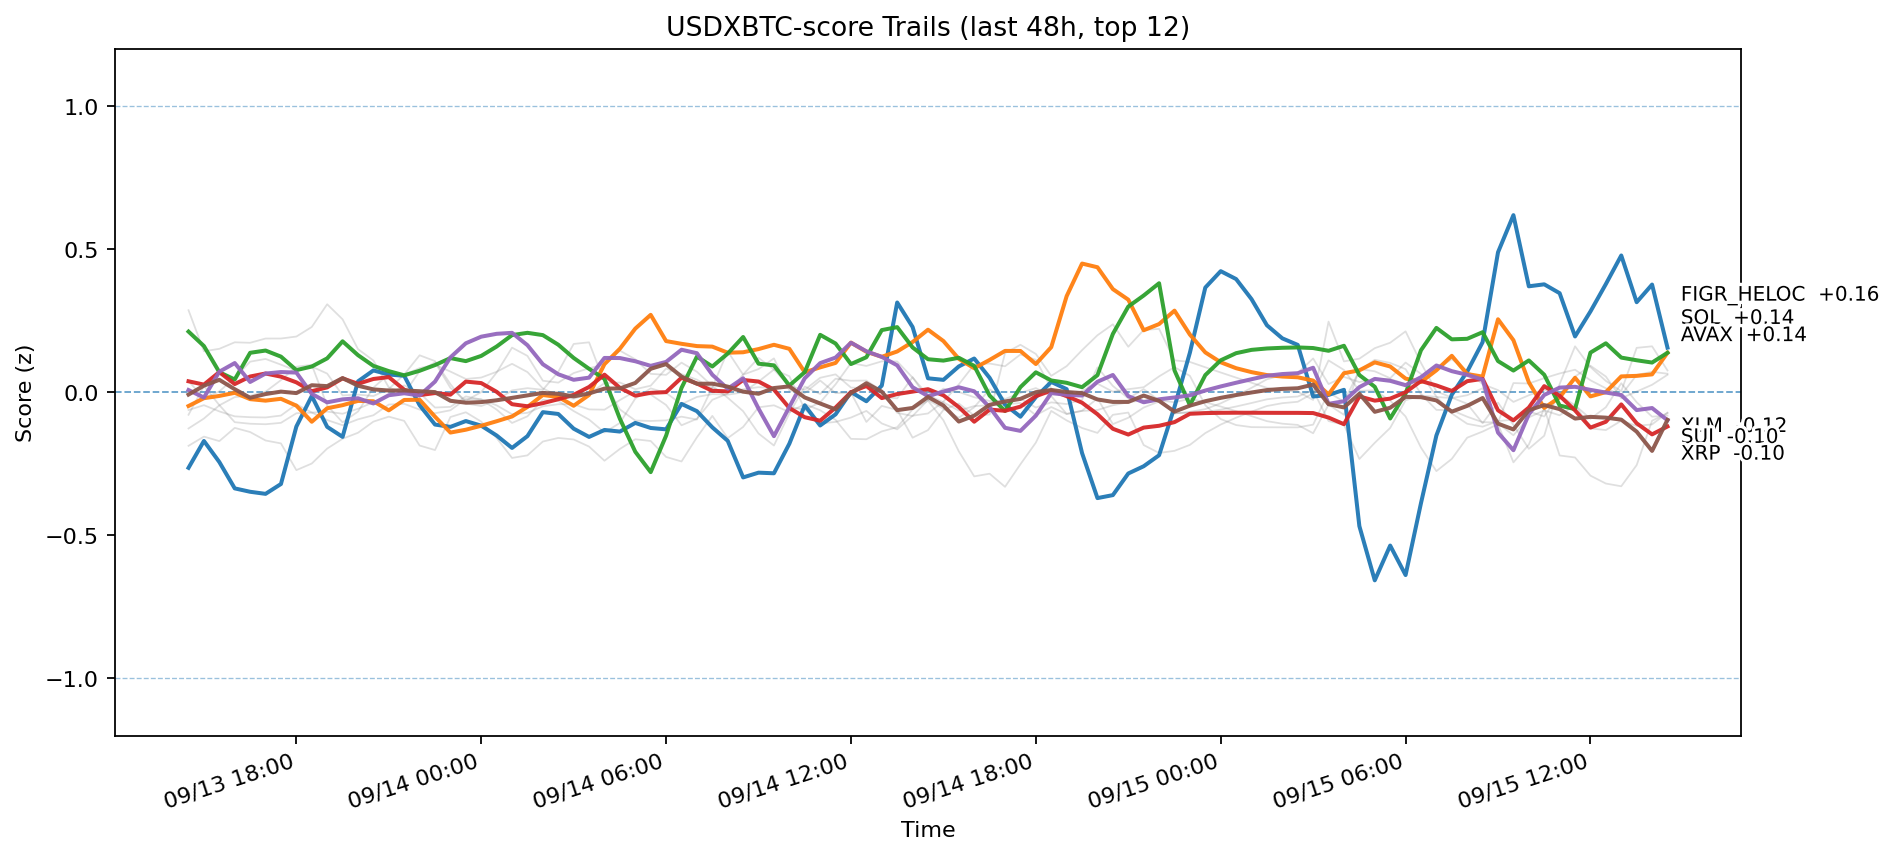 USDXBTC-score Trails (last 48h, top 12)
Score (z)
1.0
0.5
0.0
−0.5
−1.0
FIGR_HELOC +0.16
SOL +0.14
AVAX +0.14
SUI -0.10
XRP -0.10
09/13 18:00
09/14 00:00
09/14 06:00
09/14 12:00
09/14 18:00
09/15 00:00
09/15 06:00
09/15 12:00
Time